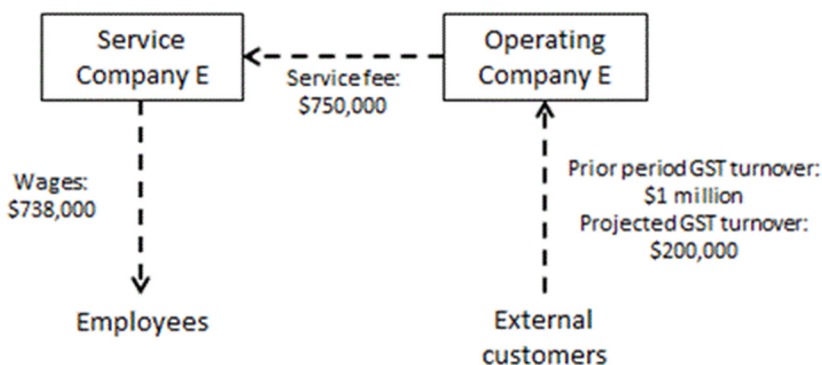 Service
Company E
Operating
Company E
Service fee:
$750,000
Wages:
$738,000
Prior period GST turnover:
$1 million
Projected GST turnover:
$200,000
Employees
External
customers